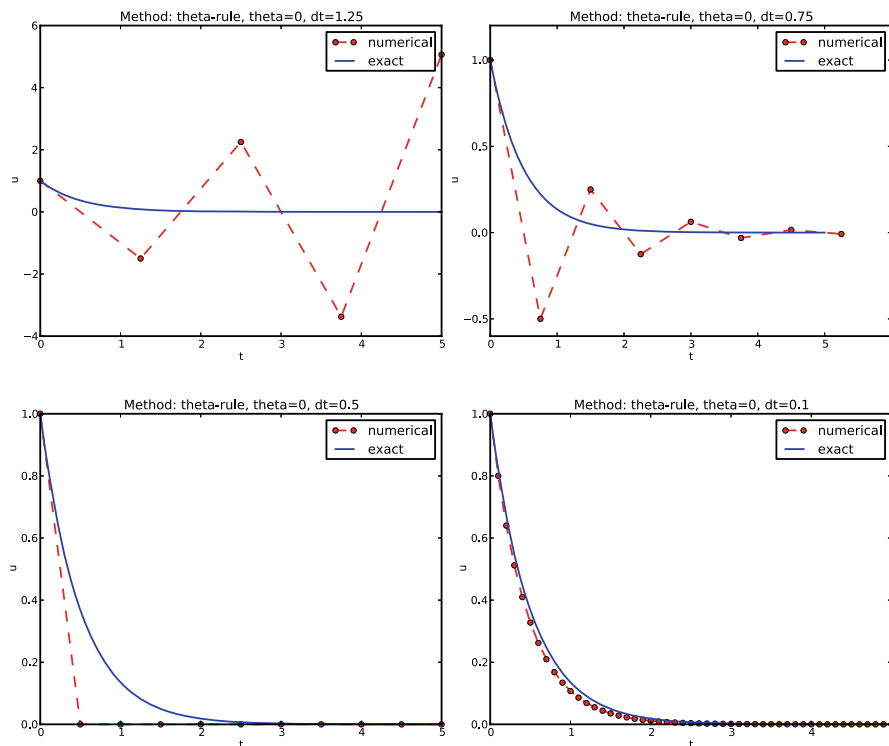 Method: theta-rule, theta=0, dt=1.25
numerical
exact
6
4
2
0
−2
−4
u
0 1 2 3 4 5
t
Method: theta-rule, theta=0, dt=0.75
numerical
exact
1.0
0.5
0.0
−0.5
u
0 1 2 3 4 5
t
Method: theta-rule, theta=0, dt=0.5
numerical
exact
1.0
0.8
0.6
0.4
0.2
0.0
u
0 1 2 3 4 5
t
Method: theta-rule, theta=0, dt=0.1
numerical
exact
1.0
0.8
0.6
0.4
0.2
0.0
u
0 1 2 3 4
t